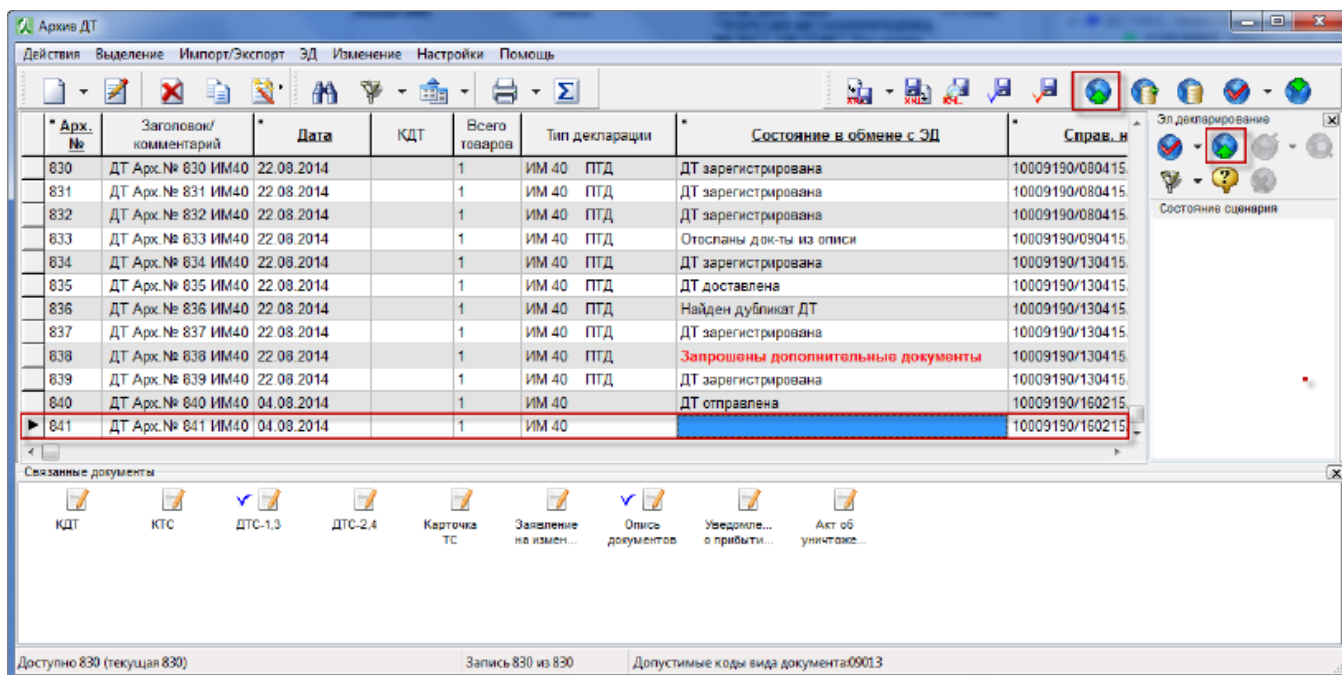 Архив ДТ
Действия Выделение Импорт/Экспорт ЭД Изменение Настройки Помощь
* Арх. № Заголовок/комментарий * Дата КДТ Всего товаров Тип декларации * Состояние в обмене с ЭД * Справ. н
830 ДТ Арх.№ 830 ИМ40 22.08.2014 1 ИМ 40 ПТД ДТ зарегистрирована 10009190/080415.
831 ДТ Арх.№ 831 ИМ40 22.08.2014 1 ИМ 40 ПТД ДТ зарегистрирована 10009190/080415.
832 ДТ Арх.№ 832 ИМ40 22.08.2014 1 ИМ 40 ПТД ДТ зарегистрирована 10009190/080415.
833 ДТ Арх.№ 833 ИМ40 22.08.2014 1 ИМ 40 ПТД Отосланы док-ты из описи 10009190/090415.
834 ДТ Арх.№ 834 ИМ40 22.08.2014 1 ИМ 40 ПТД ДТ зарегистрирована 10009190/130415.
835 ДТ Арх.№ 835 ИМ40 22.08.2014 1 ИМ 40 ПТД ДТ доставлена 10009190/130415.
836 ДТ Арх.№ 836 ИМ40 22.08.2014 1 ИМ 40 ПТД Найден дубликат ДТ 10009190/130415.
837 ДТ Арх.№ 837 ИМ40 22.08.2014 1 ИМ 40 ПТД ДТ зарегистрирована 10009190/130415.
838 ДТ Арх.№ 838 ИМ40 22.08.2014 1 ИМ 40 ПТД Запрошены дополнительные документы 10009190/130415.
839 ДТ Арх.№ 839 ИМ40 22.08.2014 1 ИМ 40 ПТД ДТ зарегистрирована 10009190/130415.
840 ДТ Арх.№ 840 ИМ40 04.08.2014 1 ИМ 40 ДТ отправлена 10009190/160215.
841 ДТ Арх.№ 841 ИМ40 04.08.2014 1 ИМ 40 10009190/160215.
Эл.декларирование
Состояние сценария
Связанные документы
КДТ КТС ДТС-1,3 ДТС-2,4 Карточка ТС Заявление на измен... Опись документов Уведомле... о прибыти... Акт об уничтоже...
Доступно 830 (текущая 830) Запись 830 из 830 Допустимые коды вида документа:09013